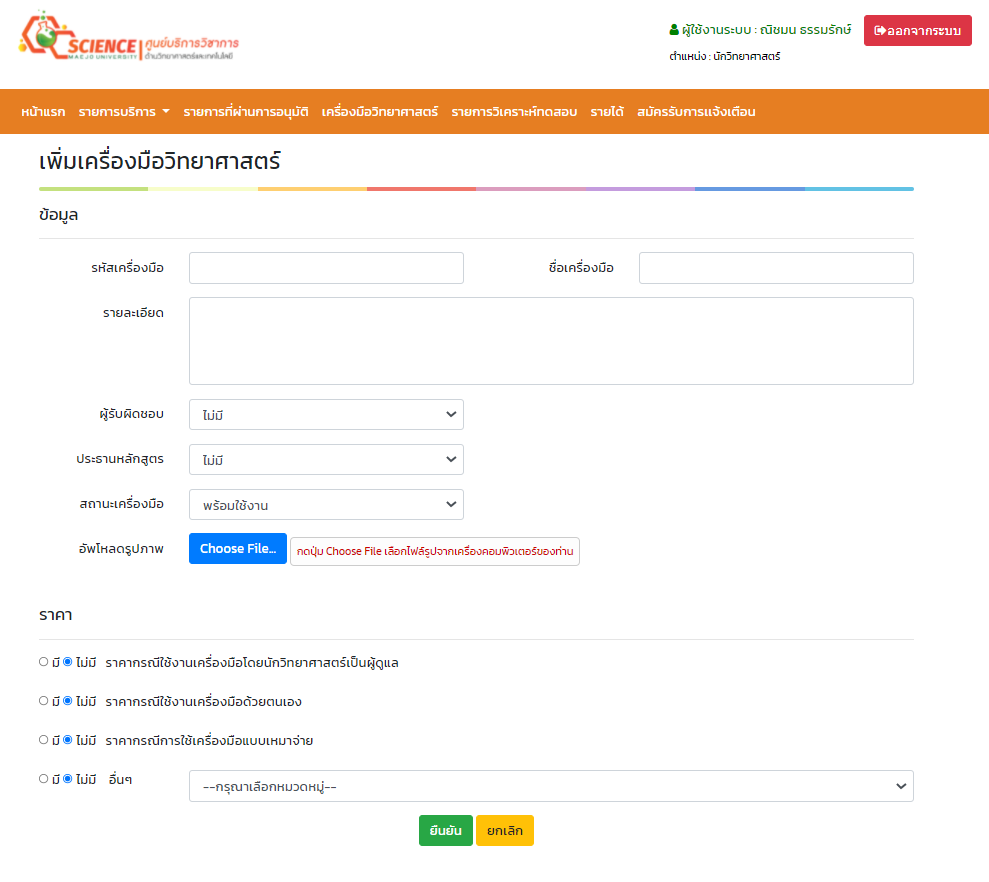 SCIENCE ศูนย์บริการวิชาการ
MAEJO UNIVERSITY ด้านวิทยาศาสตร์และเทคโนโลยี
ผู้ใช้งานระบบ : ณิชมน ธรรมรักษ์ ออกจากระบบ
ตำแหน่ง : นักวิทยาศาสตร์
หน้าแรก รายการบริการ รายการที่ผ่านการอนุมัติ เครื่องมือวิทยาศาสตร์ รายการวิเคราะห์ทดสอบ รายได้ สมัครรับการแจ้งเตือน
เพิ่มเครื่องมือวิทยาศาสตร์
ข้อมูล
รหัสเครื่องมือ ชื่อเครื่องมือ
รายละเอียด
ผู้รับผิดชอบ ไม่มี
ประธานหลักสูตร ไม่มี
สถานะเครื่องมือ พร้อมใช้งาน
อัพโหลดรูปภาพ Choose File... กดปุ่ม Choose File เลือกไฟล์รูปจากเครื่องคอมพิวเตอร์ของท่าน
ราคา
มี ไม่มี ราคากรณีใช้งานเครื่องมือโดยนักวิทยาศาสตร์เป็นผู้ดูแล
มี ไม่มี ราคากรณีใช้งานเครื่องมือด้วยตนเอง
มี ไม่มี ราคากรณีการใช้เครื่องมือแบบเหมาจ่าย
มี ไม่มี อื่นๆ --กรุณาเลือกหมวดหมู่--
ยืนยัน ยกเลิก